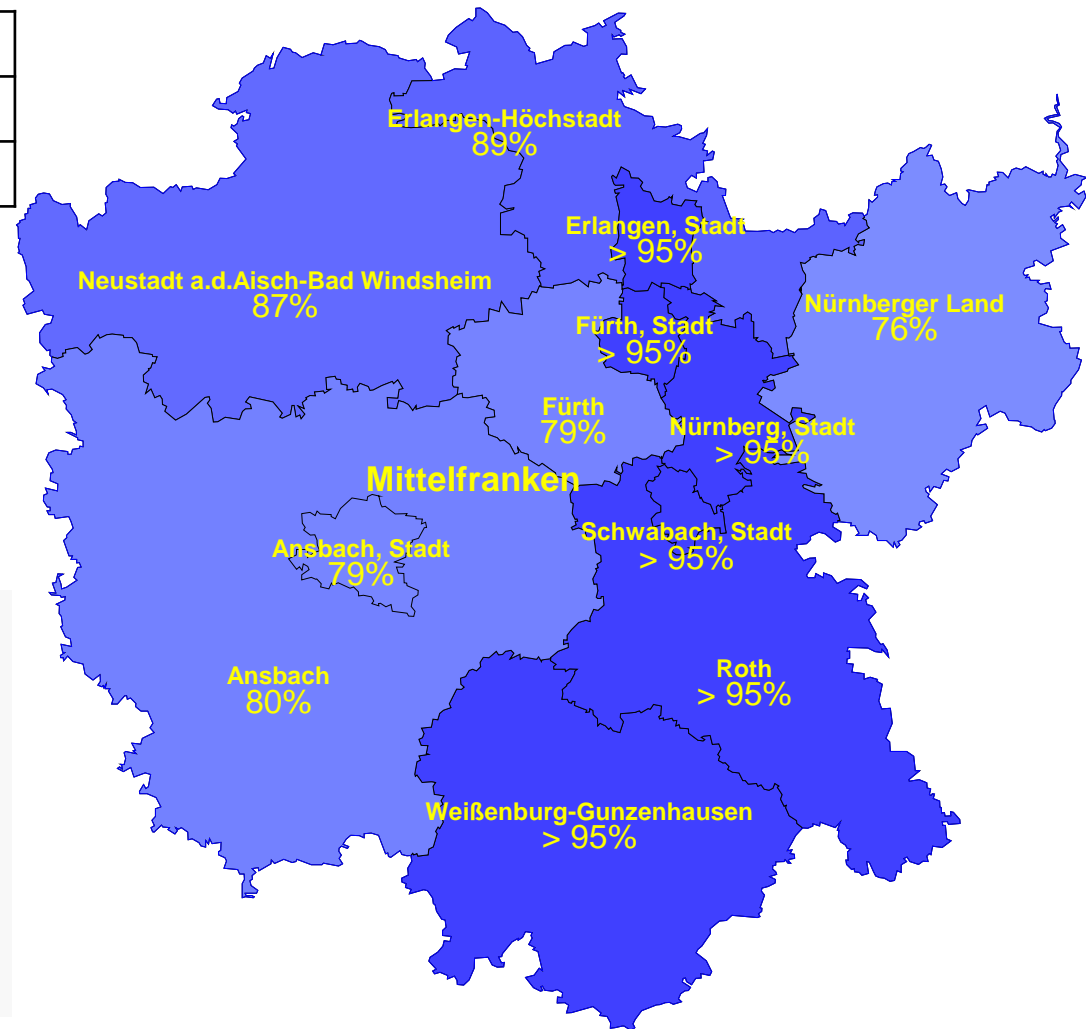 Erlangen-Höchstadt
89%
Erlangen, Stadt
> 95%
Neustadt a.d.Aisch-Bad Windsheim
87%
Nürnberger Land
76%
Fürth, Stadt
> 95%
Fürth
79%
Nürnberg, Stadt
> 95%
Mittelfranken
Schwabach, Stadt
> 95%
Ansbach, Stadt
79%
Roth
> 95%
Ansbach
80%
Weißenburg-Gunzenhausen
> 95%